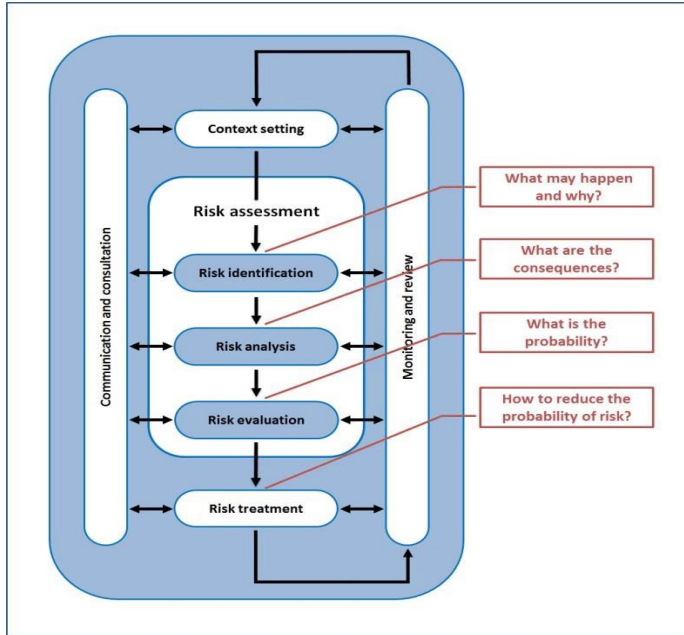 Context setting
What may happen
and why?
Risk assessment
What are the
consequences?
Risk identification
Communication and consultation
Monitoring and review
What is the
probability?
Risk analysis
How to reduce the
probability of risk?
Risk evaluation
Risk treatment